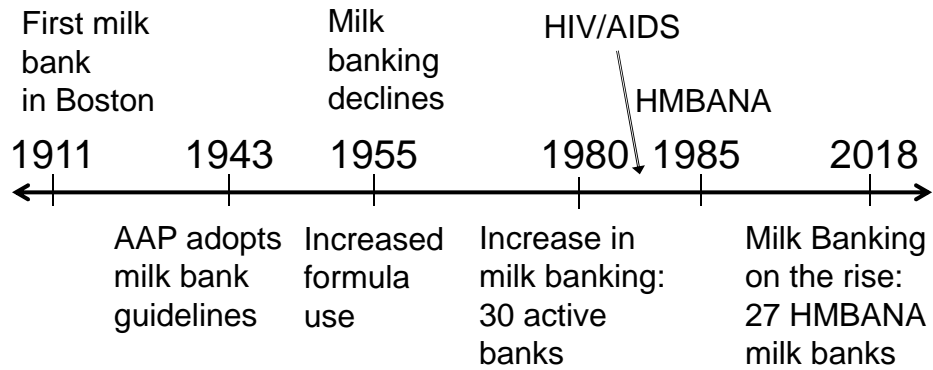 First milk
bank
in Boston
Milk
banking
declines
HIV/AIDS
HMBANA
1911
1943
1955
1980
1985
2018
AAP adopts
milk bank
guidelines
Increased
formula
use
Increase in
milk banking:
30 active
banks
Milk Banking
on the rise:
27 HMBANA
milk banks